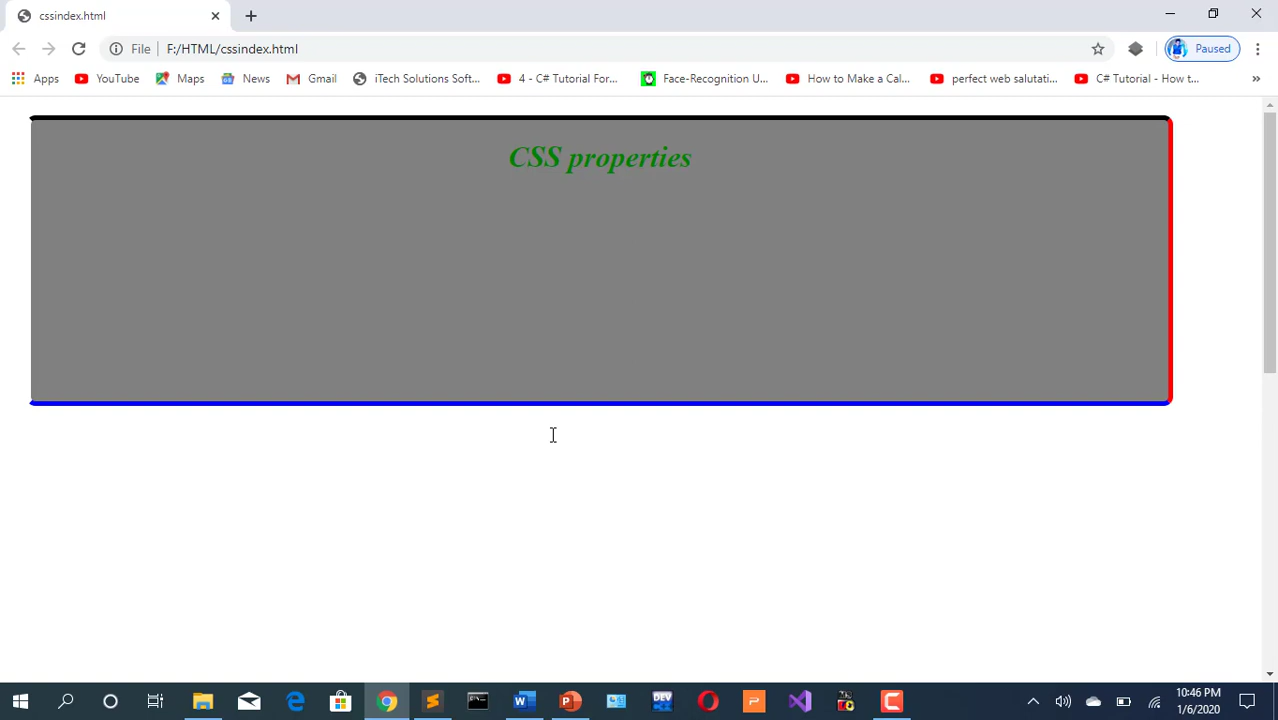 cssindex.html
File F:/HTML/cssindex.html Paused
Apps YouTube Maps News Gmail iTech Solutions Soft... 4 - C# Tutorial For... Face-Recognition U... How to Make a Cal... perfect web salutati... C# Tutorial - How t... »
CSS properties
DEV
10:46 PM
1/6/2020